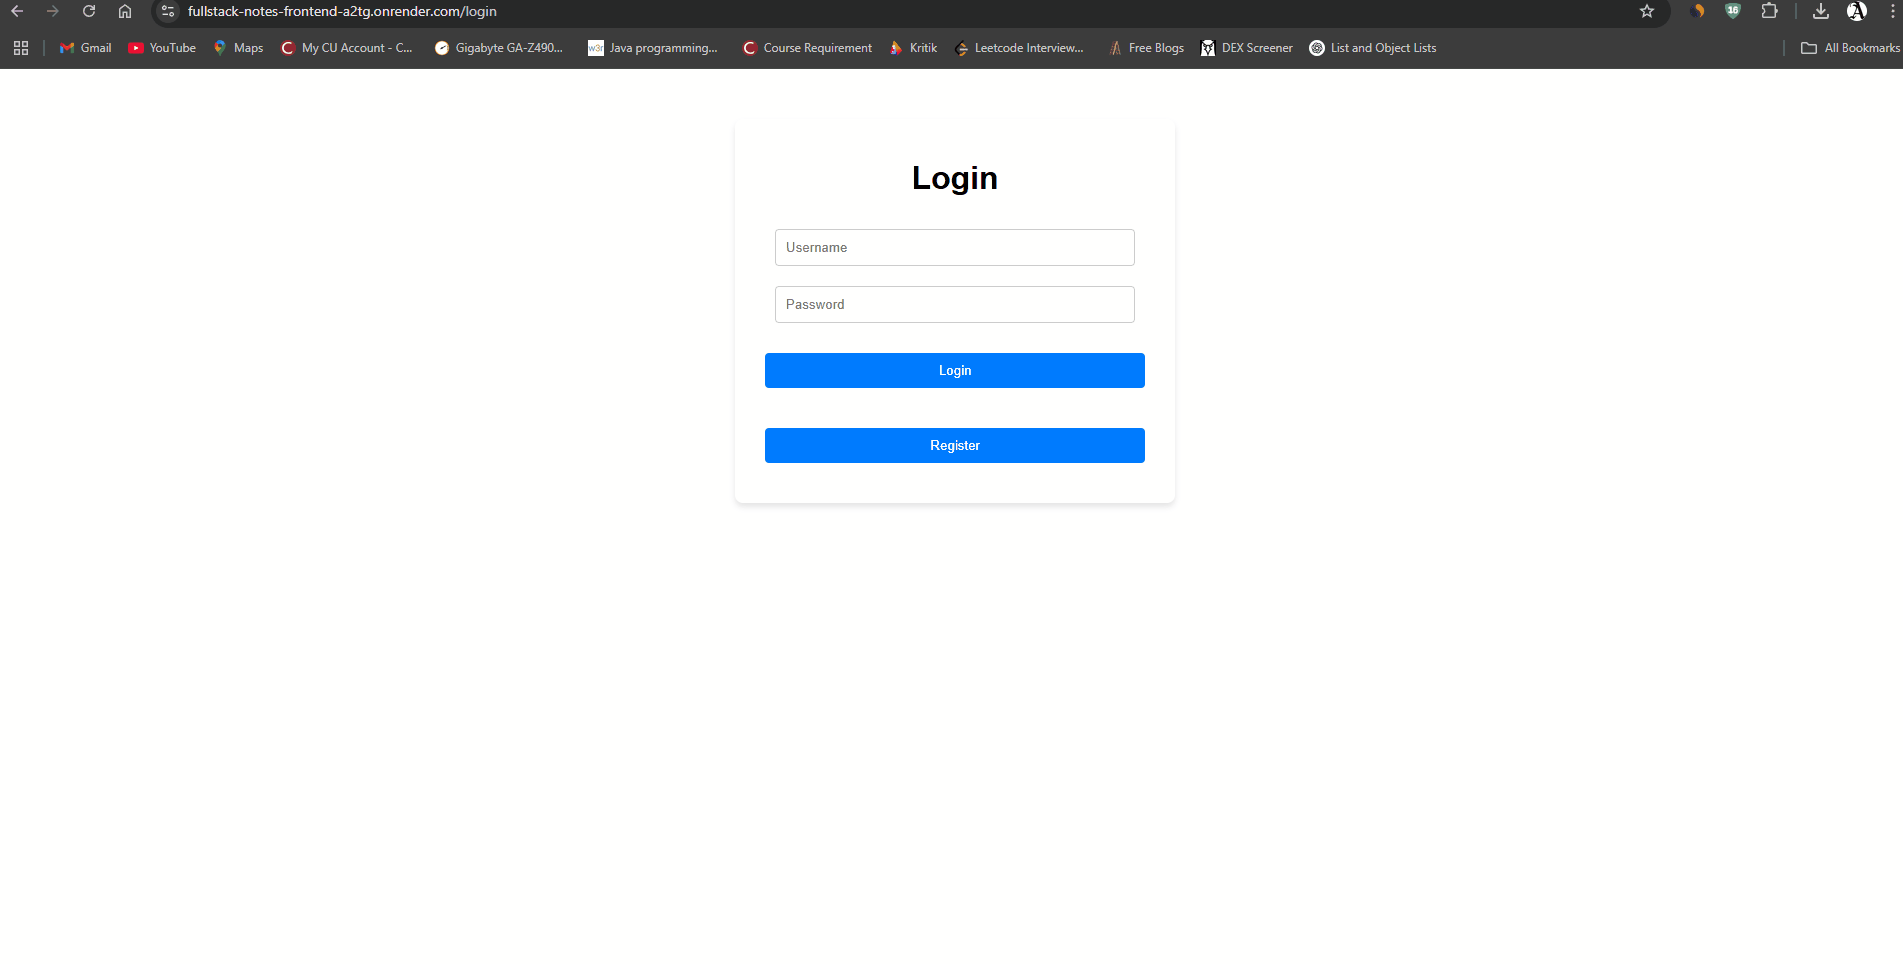 fullstack-notes-frontend-a2tg.onrender.com/login
16
A
Gmail YouTube Maps My CU Account - C... Gigabyte GA-Z490... w3r Java programming... Course Requirement Kritik Leetcode Interview... Free Blogs DEX Screener List and Object Lists All Bookmarks
Login
Username
Password
Login
Register